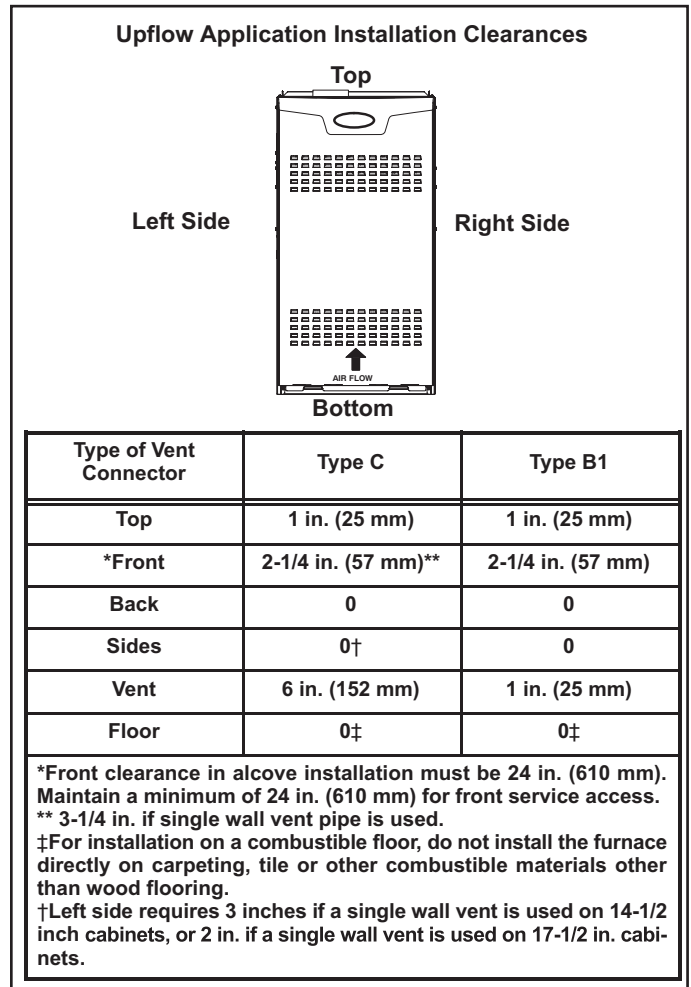 Upflow Application Installation Clearances
Top
Left Side
Right Side
AIR FLOW
Bottom
Type of Vent
Connector
Type C
Type B1
Top
1 in. (25 mm)
1 in. (25 mm)
*Front
2-1/4 in. (57 mm)**
2-1/4 in. (57 mm)
Back
0
0
Sides
0†
0
Vent
6 in. (152 mm)
1 in. (25 mm)
Floor
0‡
0‡
*Front clearance in alcove installation must be 24 in. (610 mm).
Maintain a minimum of 24 in. (610 mm) for front service access.
** 3-1/4 in. if single wall vent pipe is used.
‡For installation on a combustible floor, do not install the furnace
directly on carpeting, tile or other combustible materials other
than wood flooring.
†Left side requires 3 inches if a single wall vent is used on 14-1/2
inch cabinets, or 2 in. if a single wall vent is used on 17-1/2 in. cabi-
nets.